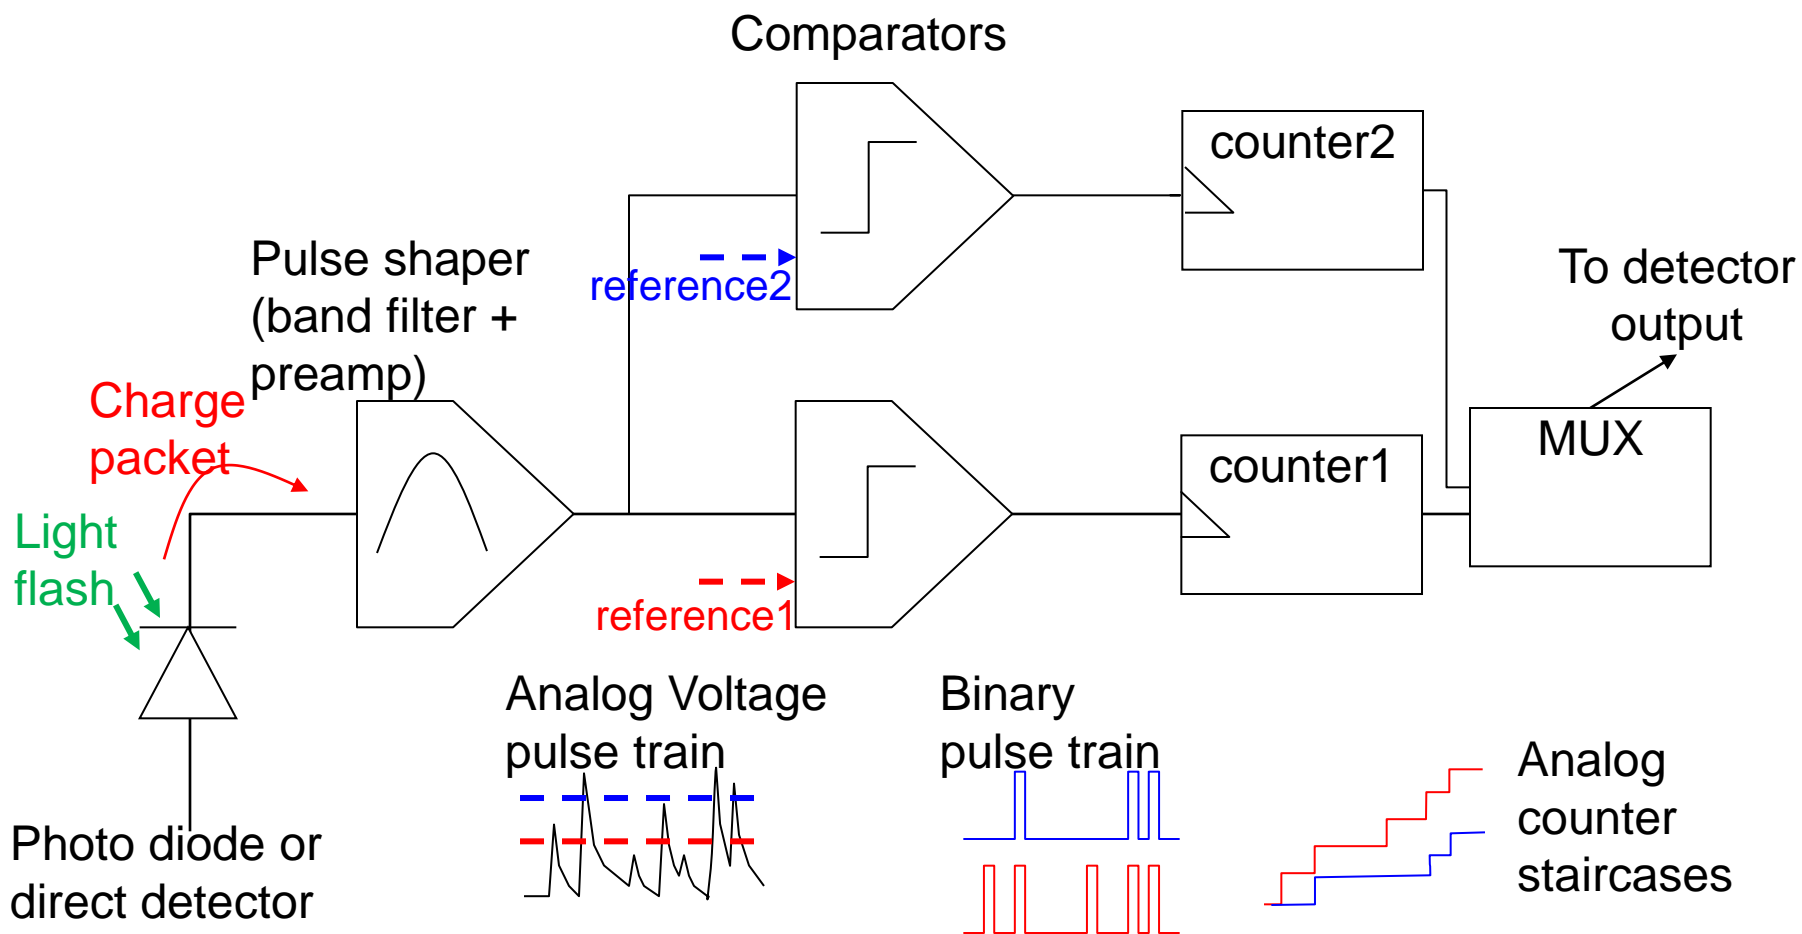 Comparators
counter2
Pulse shaper
(band filter +
preamp)
reference2
To detector
output
Charge
packet
counter1
MUX
Light
flash
reference1
Analog Voltage
pulse train
Binary
pulse train
Analog
counter
staircases
Photo diode or
direct detector